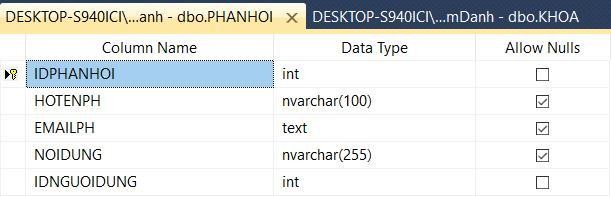 DESKTOP-S940ICI\...anh - dbo.PHANHOI DESKTOP-S940ICI\...mDanh - dbo.KHOA
Column Name Data Type Allow Nulls
IDPHANHOI int
HOTENPH nvarchar(100)
EMAILPH text
NOIDUNG nvarchar(255)
IDNGUOIDUNG int